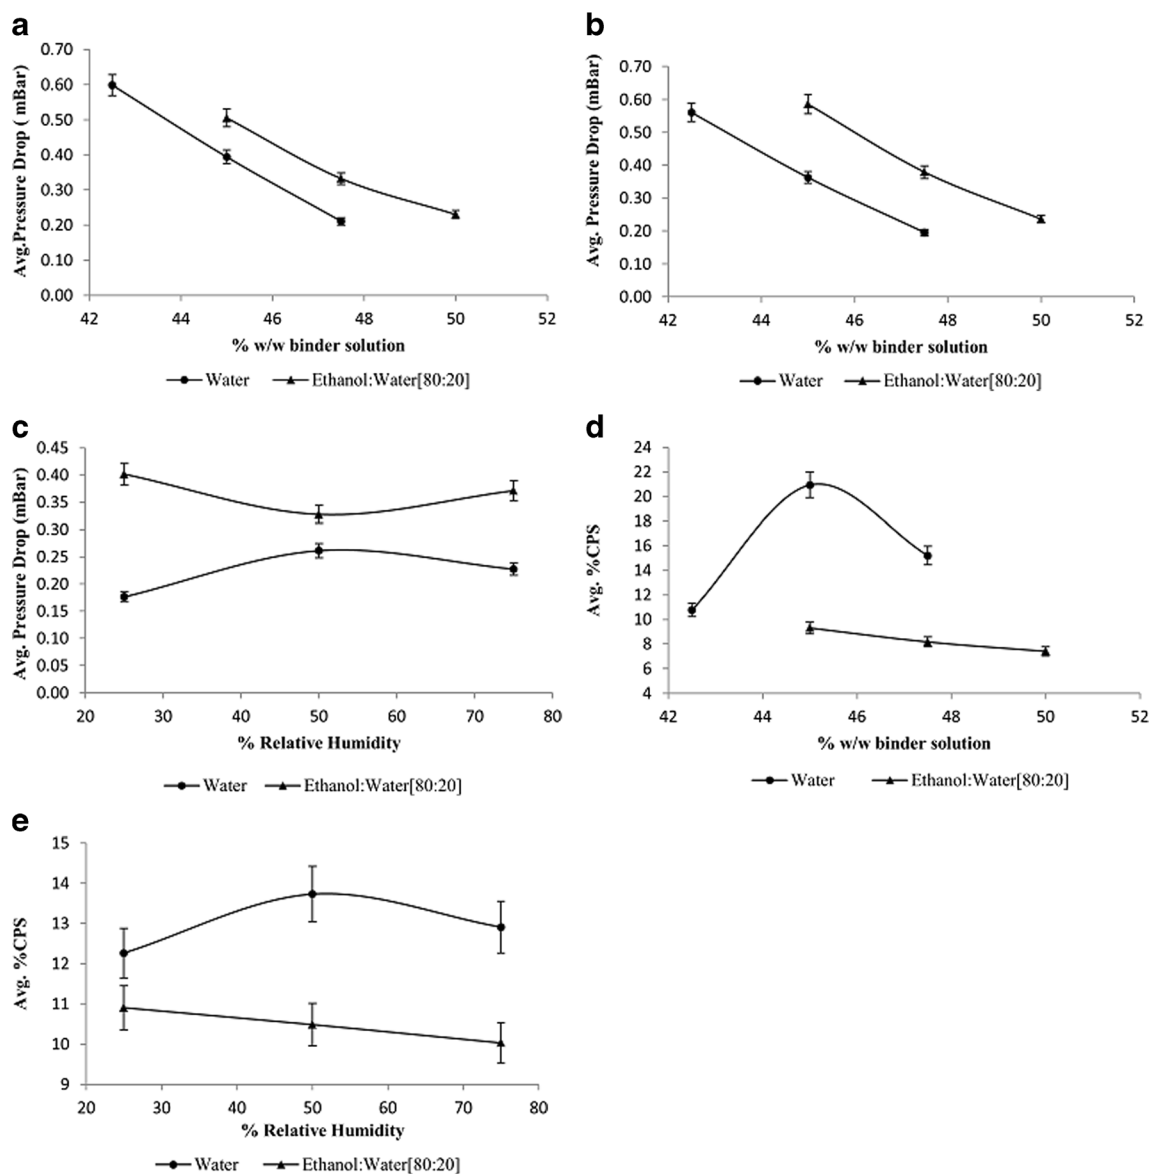 a
0.70
0.60
0.50
0.40
0.30
0.20
0.10
0.00
Avg.Pressure Drop ( mBar)
42 44 46 48 50 52
% w/w binder solution
Water Ethanol:Water[80:20]
b
0.70
0.60
0.50
0.40
0.30
0.20
0.10
0.00
Avg. Pressure Drop (mBar)
42 44 46 48 50 52
% w/w binder solution
Water Ethanol:Water[80:20]
c
0.45
0.40
0.35
0.30
0.25
0.20
0.15
0.10
0.05
0.00
Avg. Pressure Drop (mBar)
20 30 40 50 60 70 80
% Relative Humidity
Water Ethanol:Water[80:20]
d
24
22
20
18
16
14
12
10
8
6
4
Avg. %CPS
42 44 46 48 50 52
% w/w binder solution
Water Ethanol:Water[80:20]
e
15
14
13
12
11
10
9
Avg. %CPS
20 30 40 50 60 70 80
% Relative Humidity
Water Ethanol:Water[80:20]